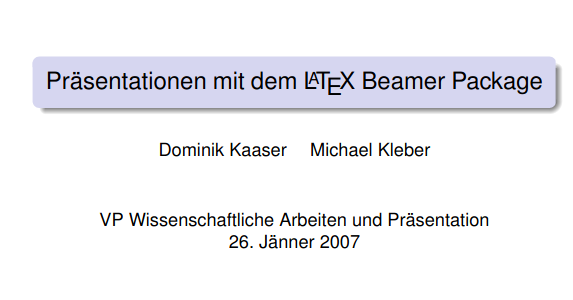 Präsentationen mit dem LATEX Beamer Package
Dominik Kaaser Michael Kleber
VP Wissenschaftliche Arbeiten und Präsentation
26. Jänner 2007